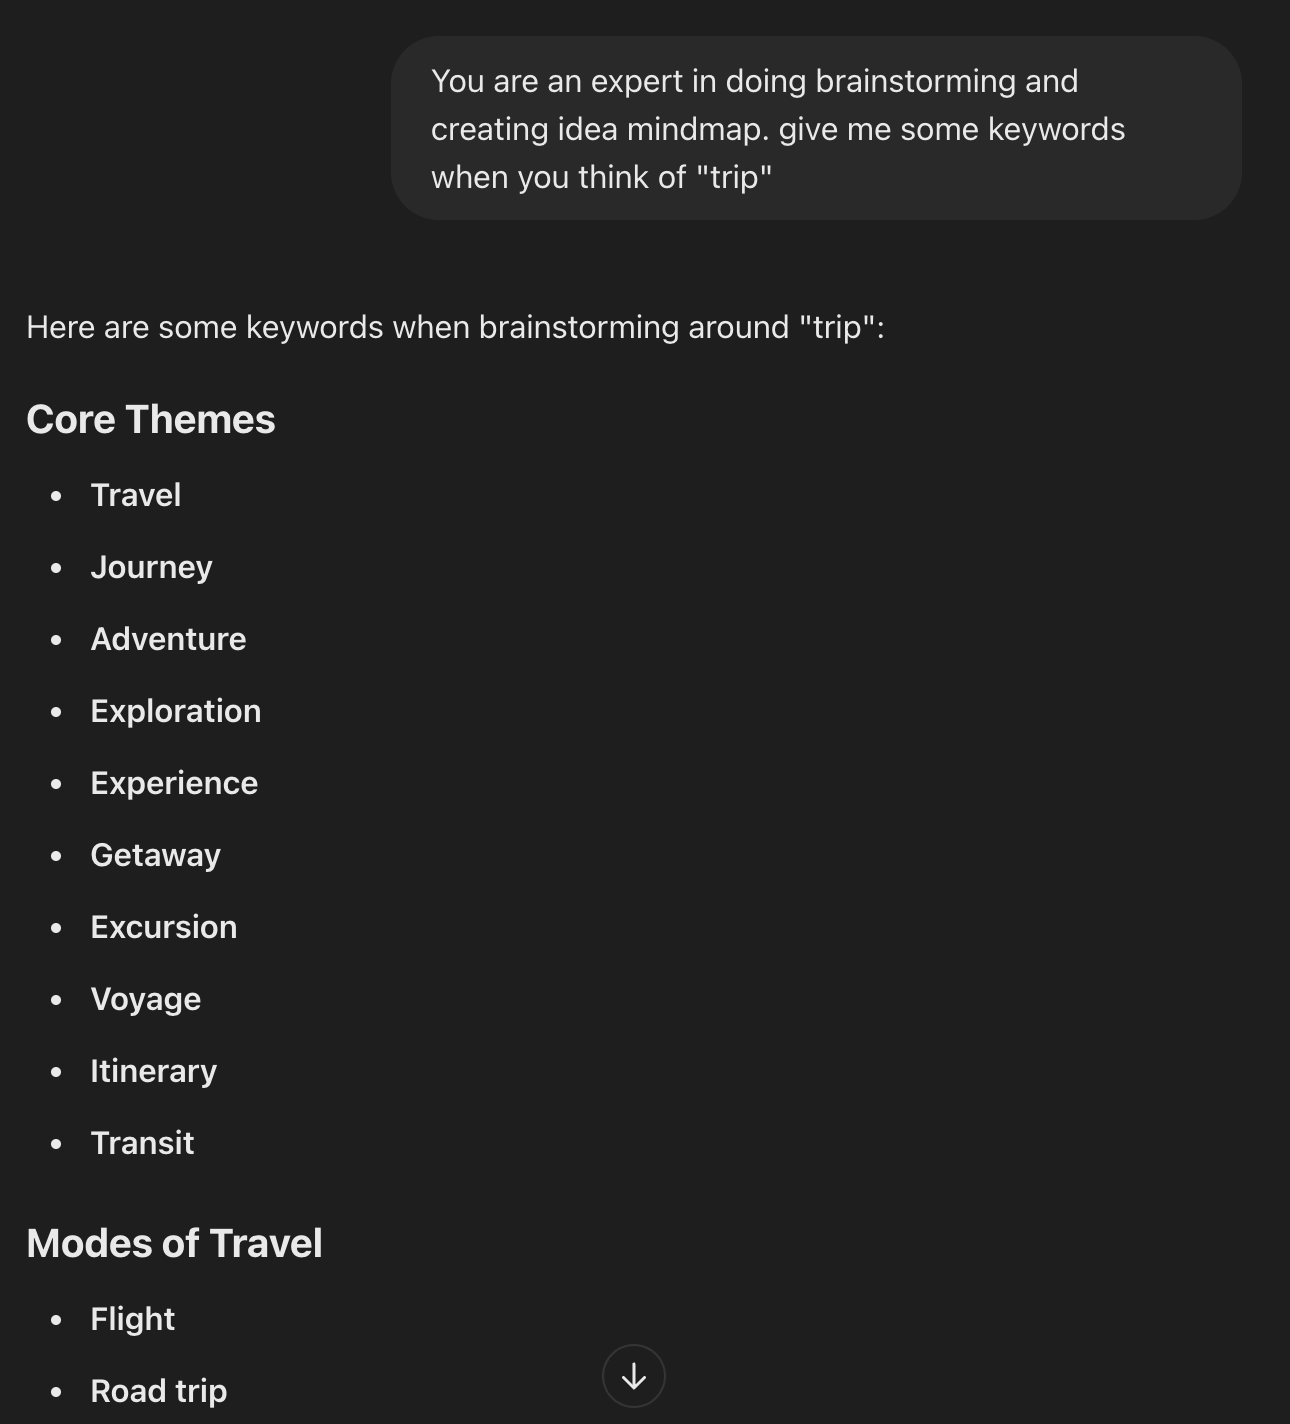 You are an expert in doing brainstorming and
creating idea mindmap. give me some keywords
when you think of "trip"
Here are some keywords when brainstorming around "trip":
Core Themes
• Travel
• Journey
• Adventure
• Exploration
• Experience
• Getaway
• Excursion
• Voyage
• Itinerary
• Transit
Modes of Travel
• Flight
• Road trip